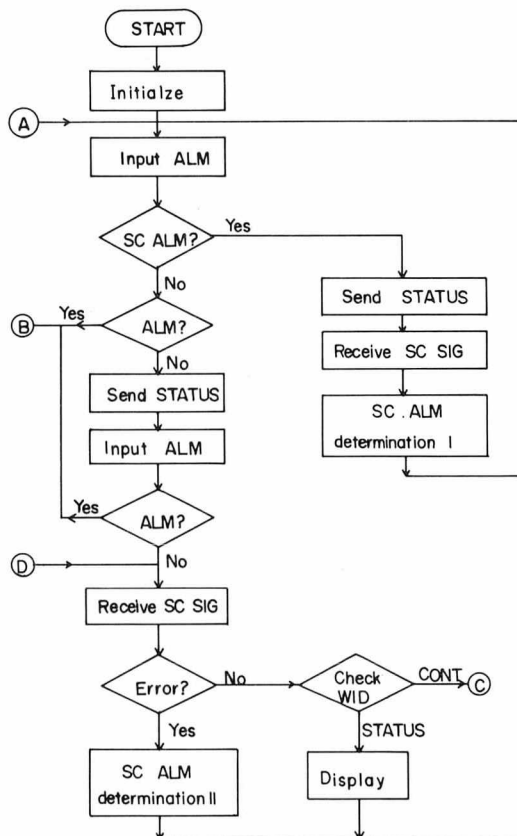 START
Initialze
A
Input ALM
SC ALM?
Yes
No
Send STATUS
B
Yes
ALM?
Receive SC SIG
No
Send STATUS
SC . ALM
determination I
Input ALM
Yes
ALM?
D
No
Receive SC SIG
Error?
No
Check
WID
CONT.
C
Yes
STATUS
SC ALM
determination II
Display